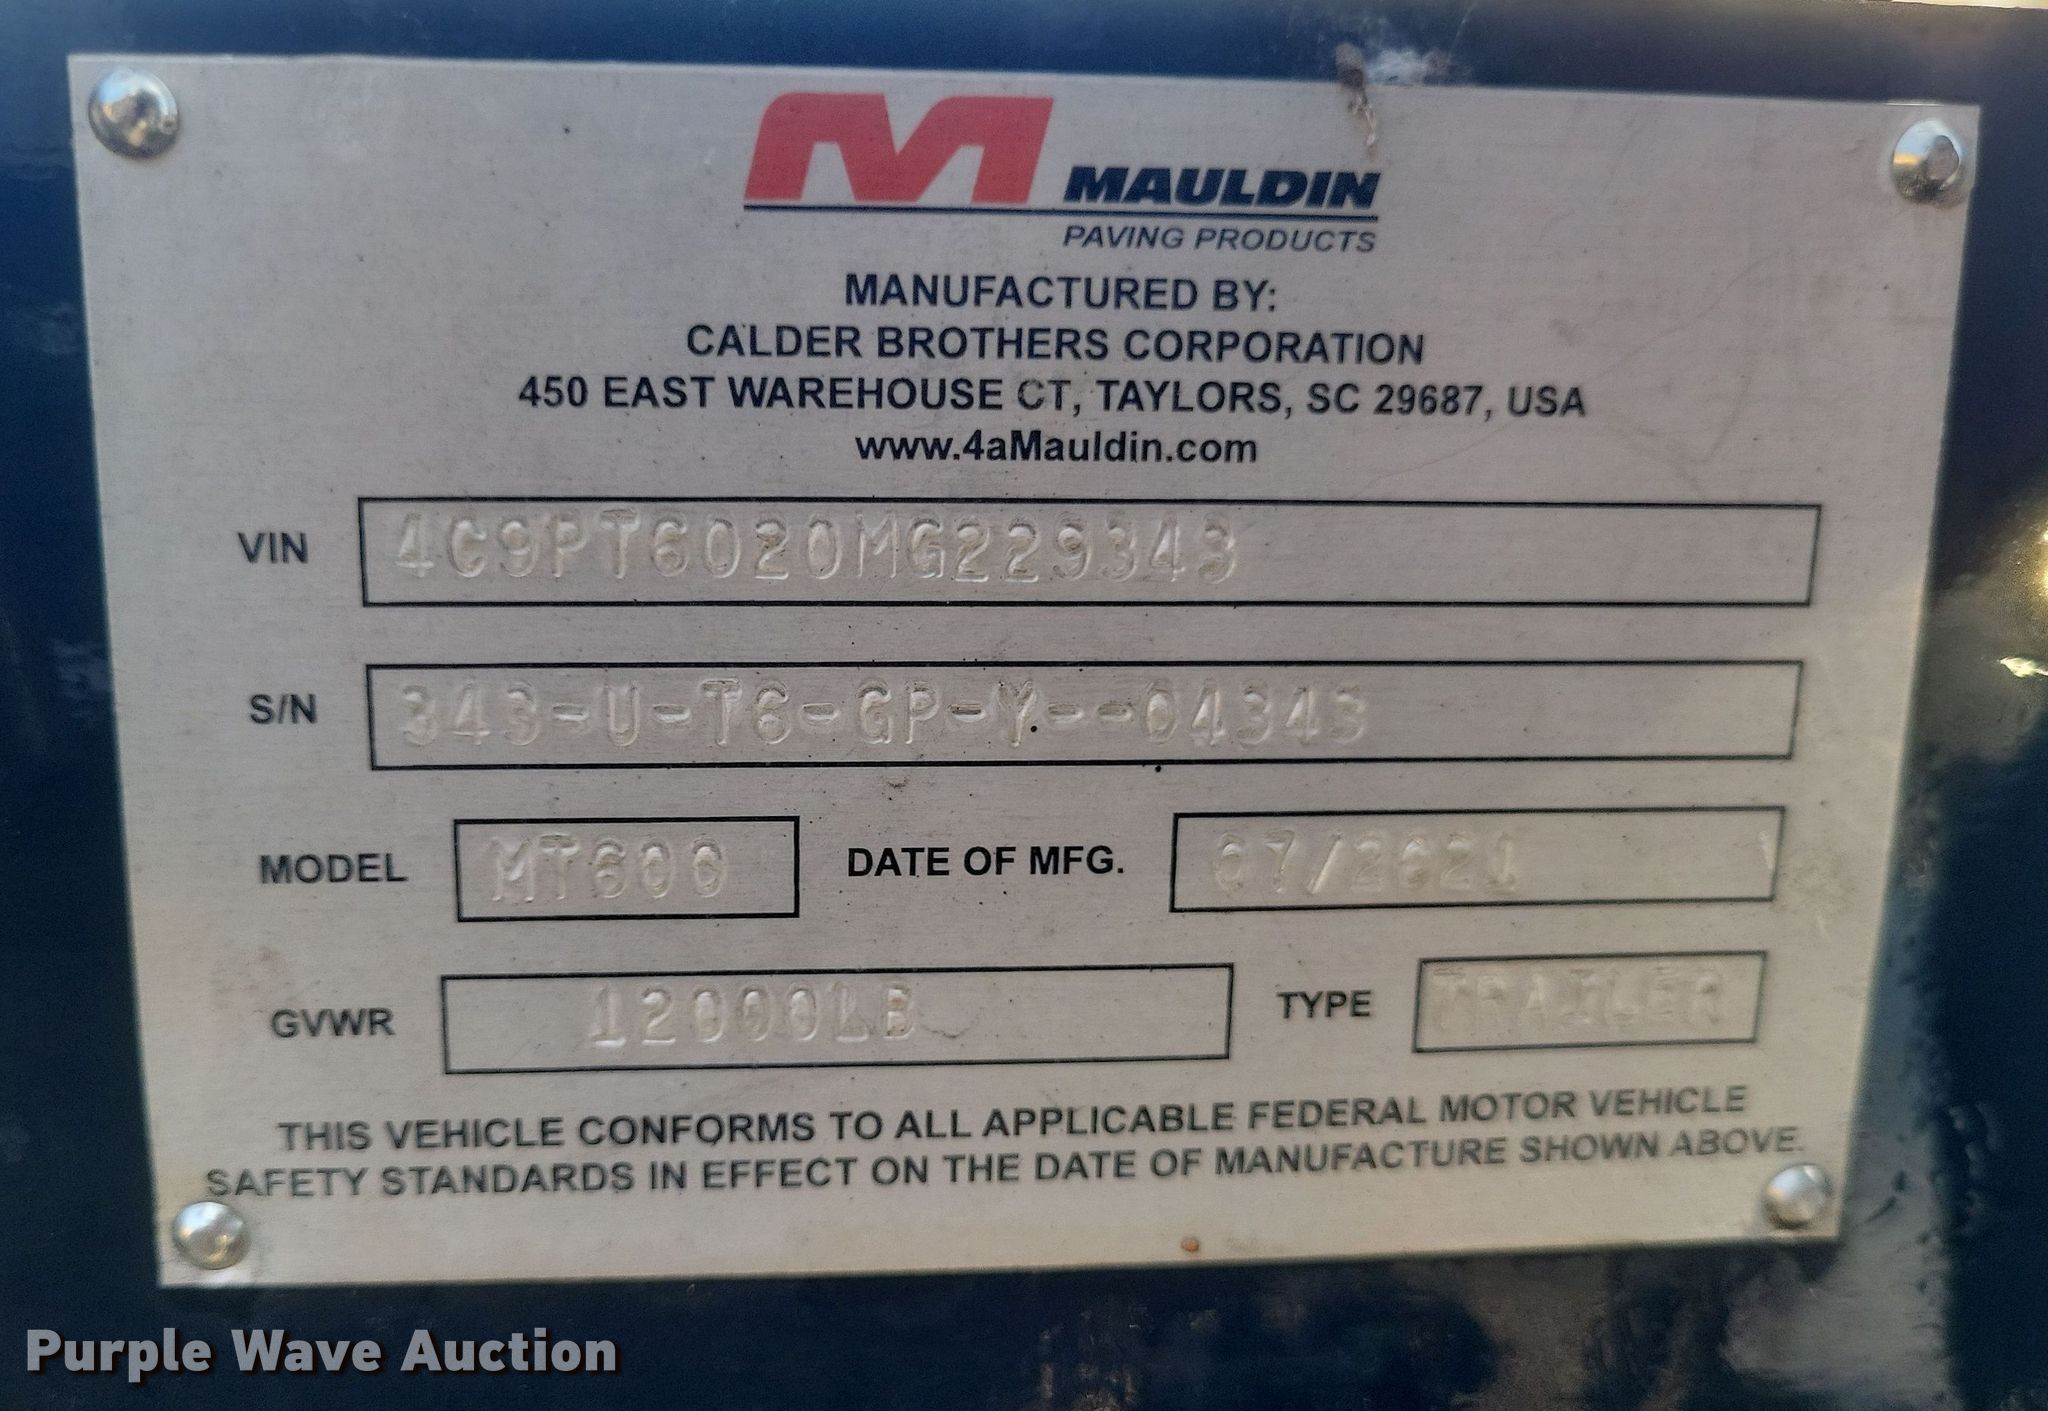 MAULDIN
PAVING PRODUCTS
MANUFACTURED BY:
CALDER BROTHERS CORPORATION
450 EAST WAREHOUSE CT, TAYLORS, SC 29687, USA
www.4aMauldin.com
VIN 4C9PT6020MG229343
S/N 343-U-T6-GP-Y--04343
MODEL MT600 DATE OF MFG. 07/2021
GVWR 12000LB TYPE TRAILER
THIS VEHICLE CONFORMS TO ALL APPLICABLE FEDERAL MOTOR VEHICLE
SAFETY STANDARDS IN EFFECT ON THE DATE OF MANUFACTURE SHOWN ABOVE.
Purple Wave Auction